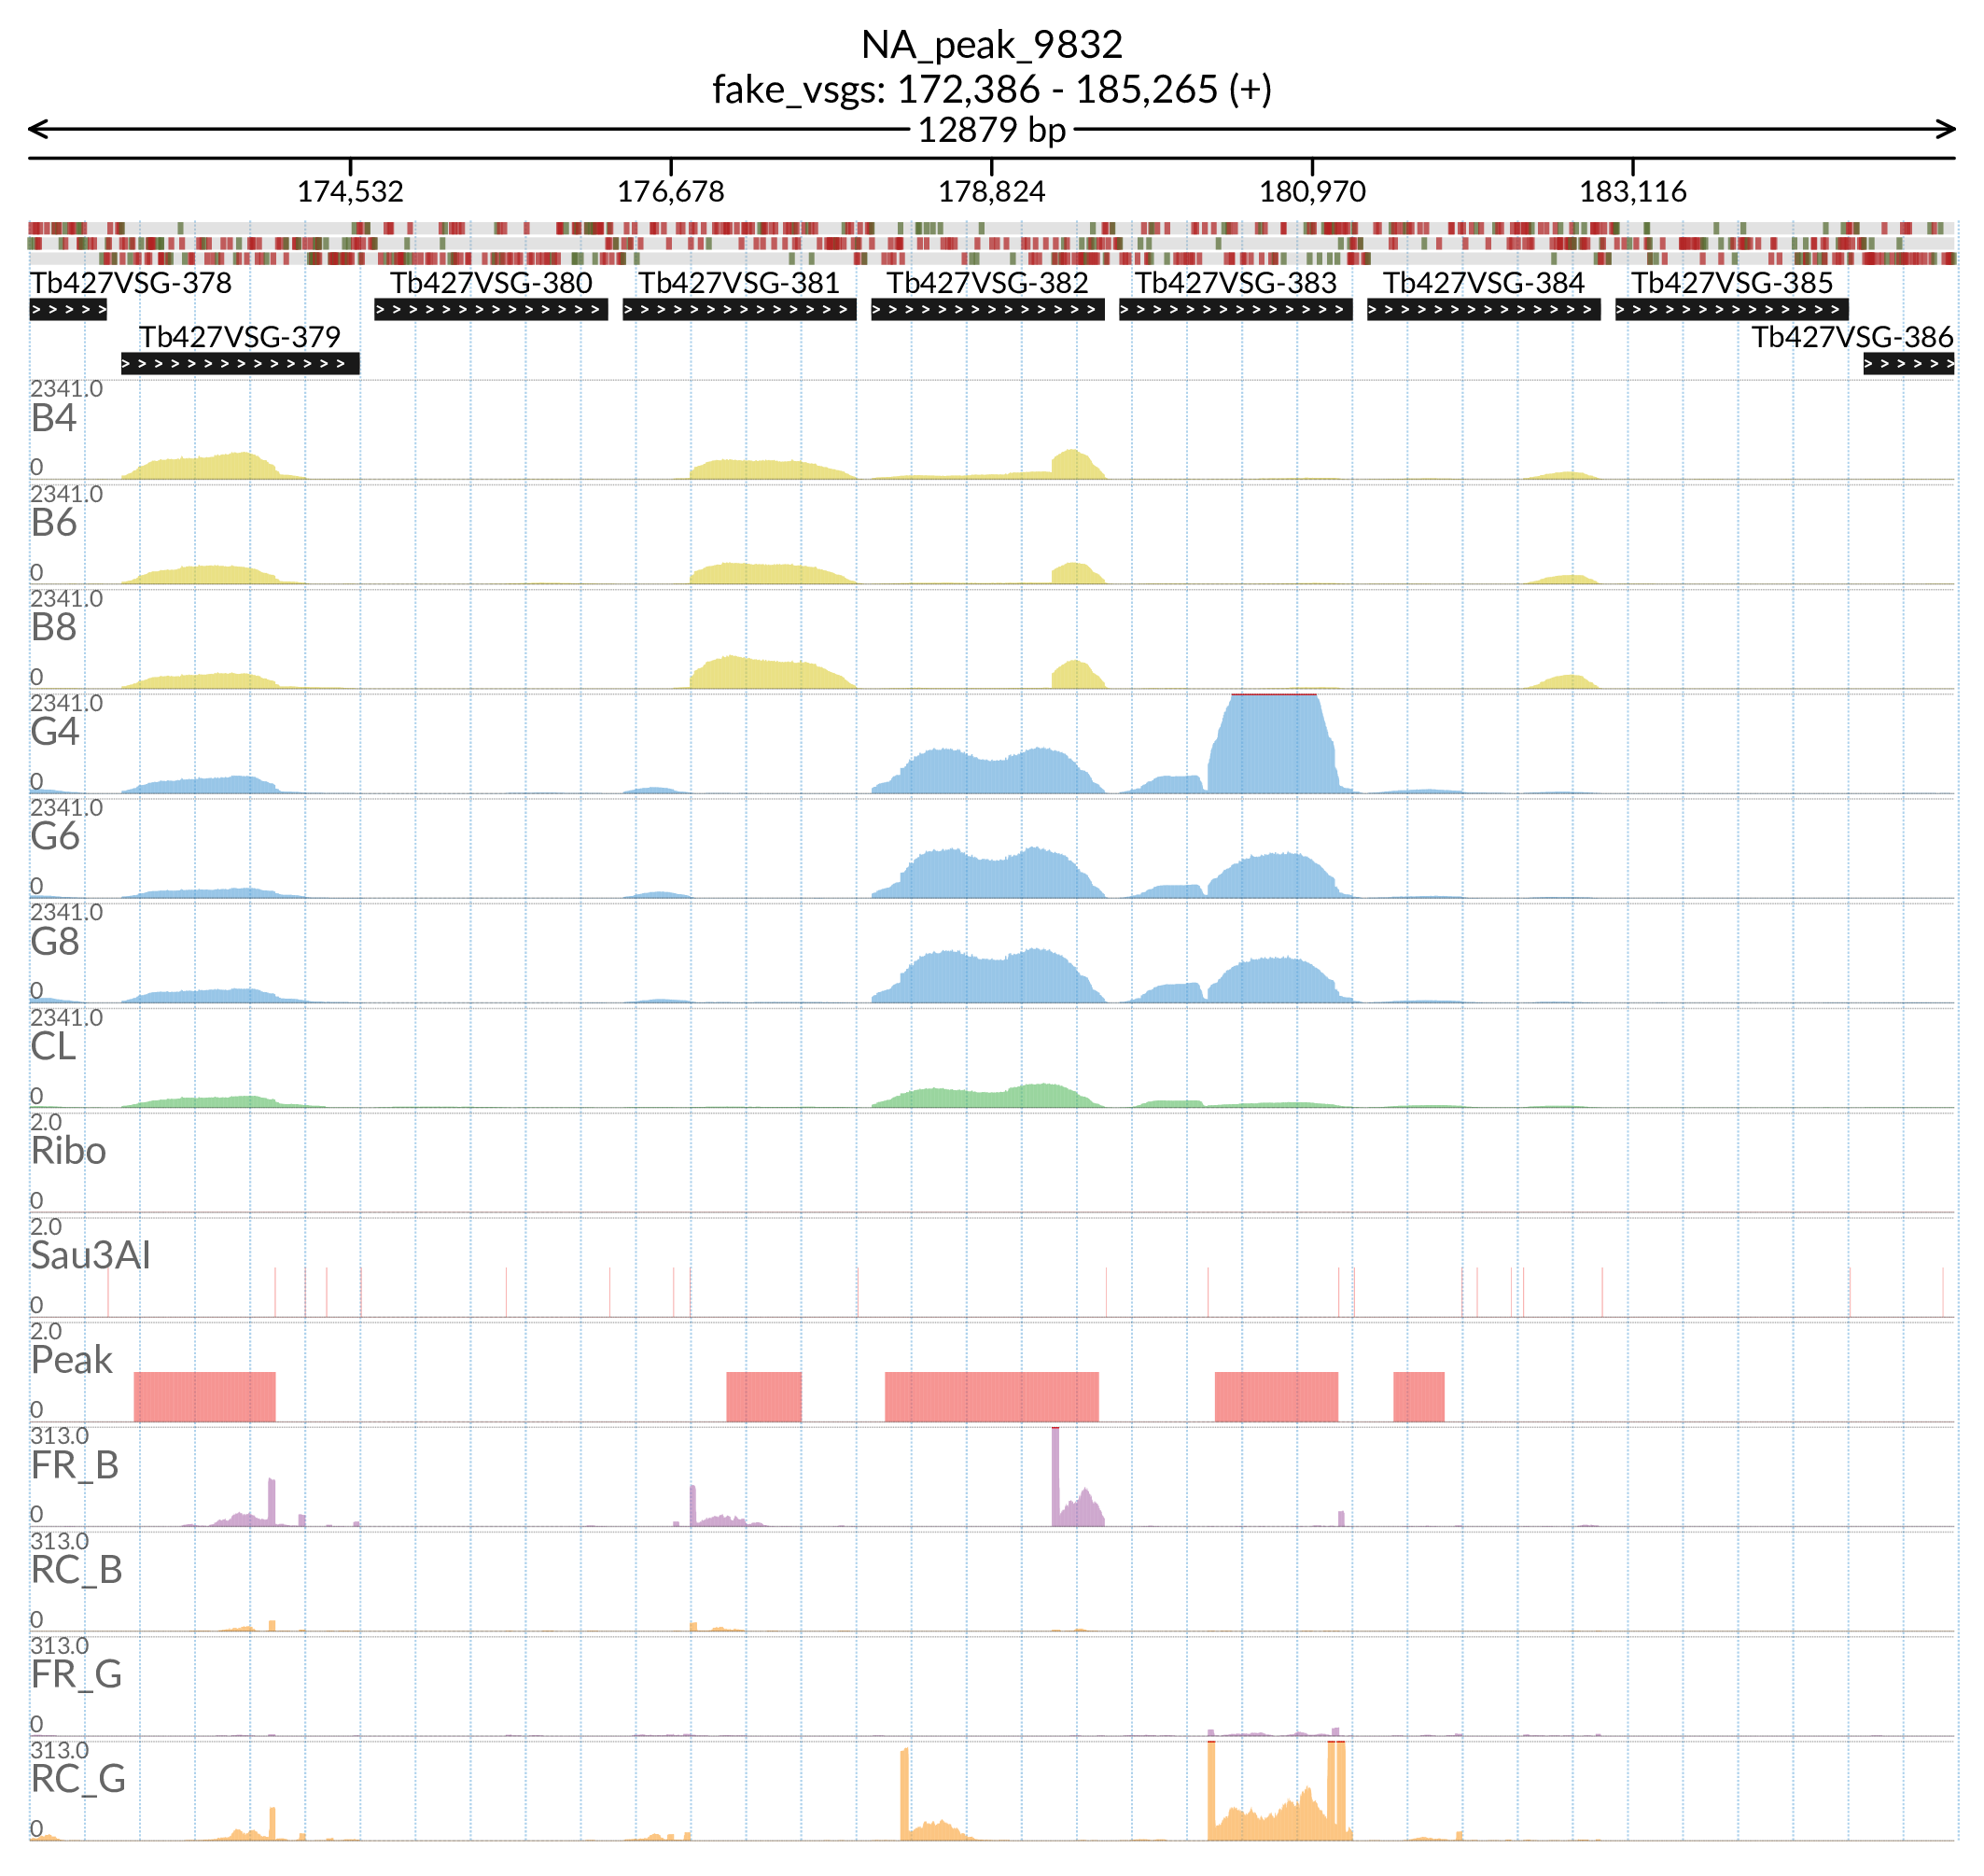 NA_peak_9832
fake_vsgs: 172,386 - 185,265 (+)
12879 bp
174,532 176,678 178,824 180,970 183,116
Tb427VSG-378 Tb427VSG-380 Tb427VSG-381 Tb427VSG-382 Tb427VSG-383 Tb427VSG-384 Tb427VSG-385
Tb427VSG-379 Tb427VSG-386
2341.0
B4
0
2341.0
B6
0
2341.0
B8
0
2341.0
G4
0
2341.0
G6
0
2341.0
G8
0
2341.0
CL
0
2.0
Ribo
0
2.0
Sau3AI
0
2.0
Peak
0
313.0
FR_B
0
313.0
RC_B
0
313.0
FR_G
0
313.0
RC_G
0